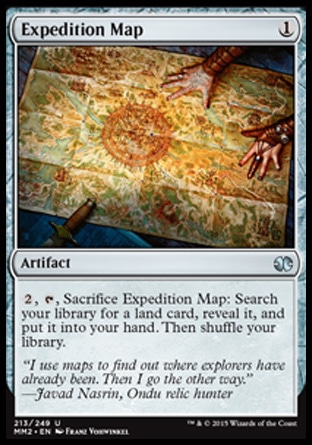 Expedition Map 1
Artifact
2, T, Sacrifice Expedition Map: Search
your library for a land card, reveal it, and
put it into your hand. Then shuffle your
library.
"I use maps to find out where explorers have
already been. Then I go the other way."
—Javad Nasrin, Ondu relic hunter
213/249 U
MM2 • EN Franz Vohwinkel
™ & © 2015 Wizards of the Coast